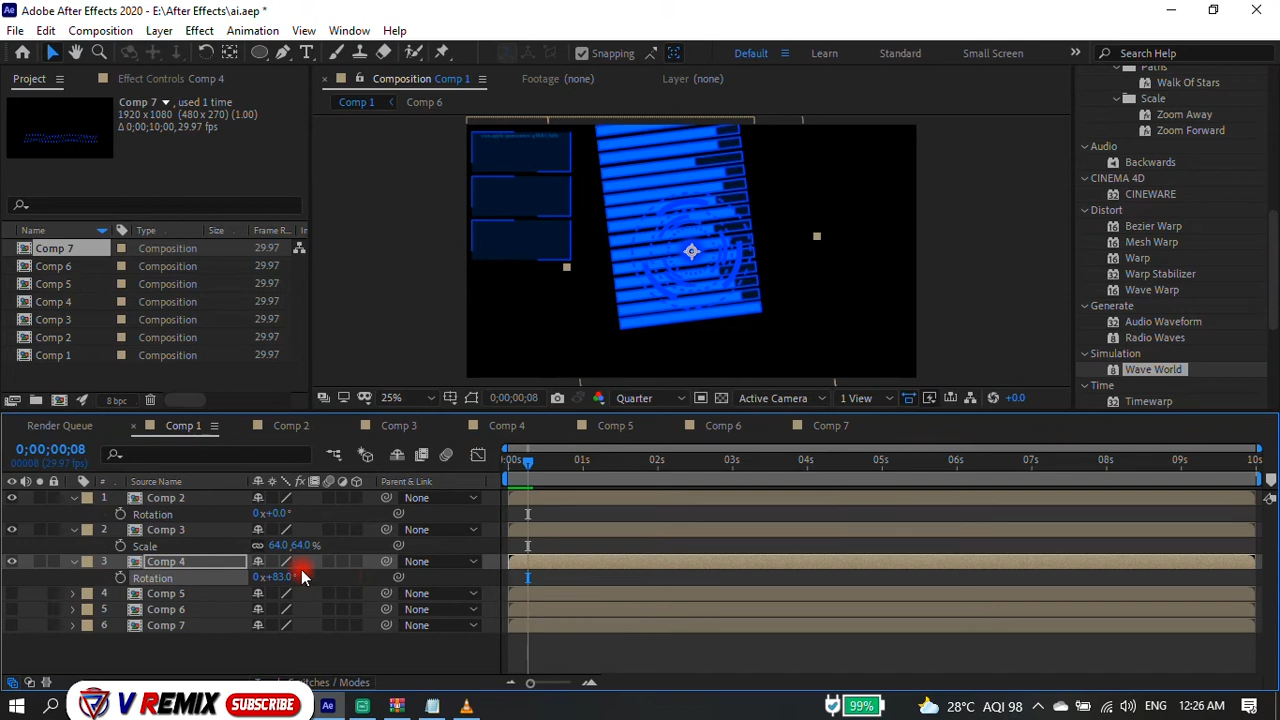 Adobe After Effects 2020 - E:\After Effects\ai.aep *
File Edit Composition Layer Effect Animation View Window Help
Snapping Default Learn Standard Small Screen Search Help
Project Effect Controls Comp 4 Composition Comp 1 Footage (none) Layer (none)
Comp 7 , used 1 time
1920 x 1080 (480 x 270) (1.00)
Δ 0;00;10;00, 29.97 fps
Comp 1 Comp 6
Paths
Walk Of Stars
Scale
Zoom Away
Zoom Forward
Audio
Backwards
CINEMA 4D
CINEWARE
Distort
Bezier Warp
Mesh Warp
Warp
Warp Stabilizer
Wave Warp
Generate
Audio Waveform
Radio Waves
Simulation
Wave World
Time
Timewarp
Name Type Size Frame R... In
Comp 7 Composition 29.97
Comp 6 Composition 29.97
Comp 5 Composition 29.97
Comp 4 Composition 29.97
Comp 3 Composition 29.97
Comp 2 Composition 29.97
Comp 1 Composition 29.97
8 bpc 25% 0;00;00;08 Quarter Active Camera 1 View +0.0
Render Queue Comp 1 Comp 2 Comp 3 Comp 4 Comp 5 Comp 6 Comp 7
0;00;00;08
00008 (29.97 fps)
:00s 01s 02s 03s 04s 05s 06s 07s 08s 09s 10s
# Source Name Parent & Link
1 Comp 2 None
Rotation 0x+0.0°
2 Comp 3 None
Scale 64.0,64.0%
3 Comp 4 None
Rotation 0x+83.0
4 Comp 5 None
5 Comp 6 None
6 Comp 7 None
itches / Modes
V REMIX SUBSCRIBE
Ae 99% 28°C AQI 98 ENG 12:26 AM